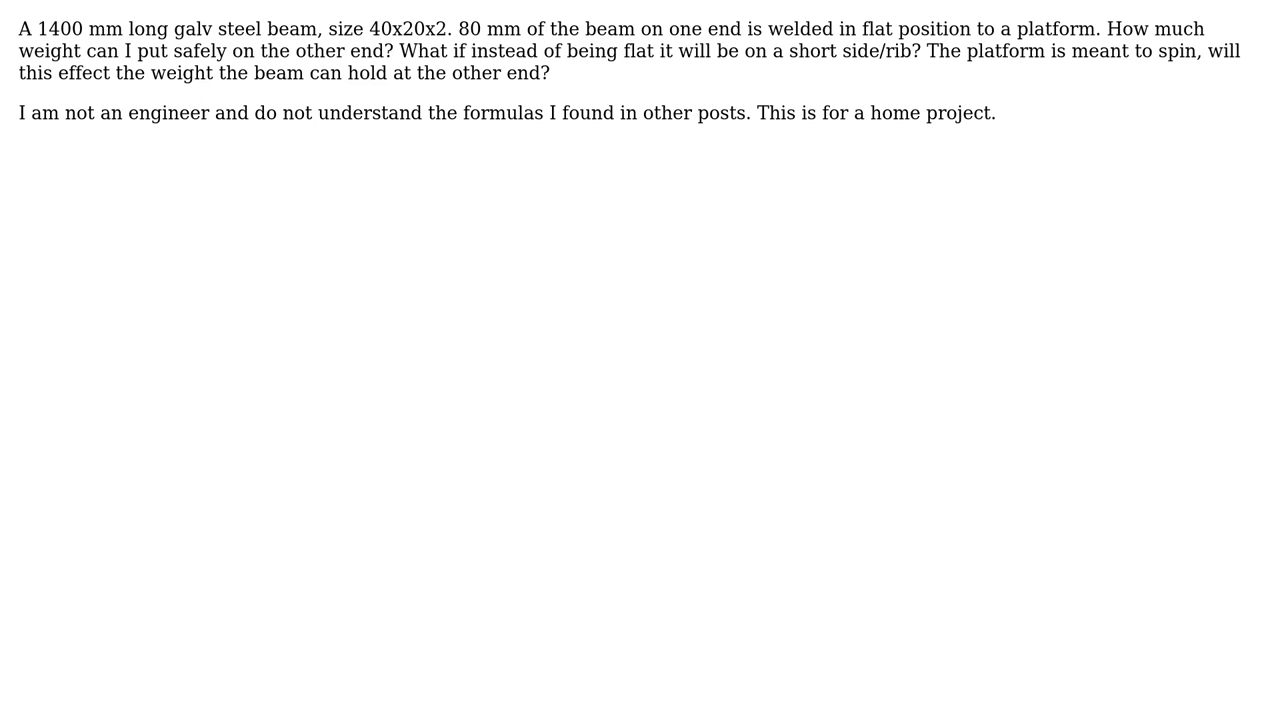 A 1400 mm long galv steel beam, size 40x20x2. 80 mm of the beam on one end is welded in flat position to a platform. How much
weight can I put safely on the other end? What if instead of being flat it will be on a short side/rib? The platform is meant to spin, will
this effect the weight the beam can hold at the other end?
I am not an engineer and do not understand the formulas I found in other posts. This is for a home project.